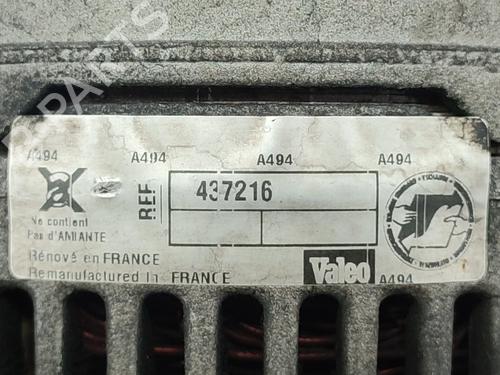 A494 A494 A494 A494
REF. 437216
Ne contient
Pas d'AMIANTE
Rénové en FRANCE
Remanufactured in FRANCE
Valeo
A494